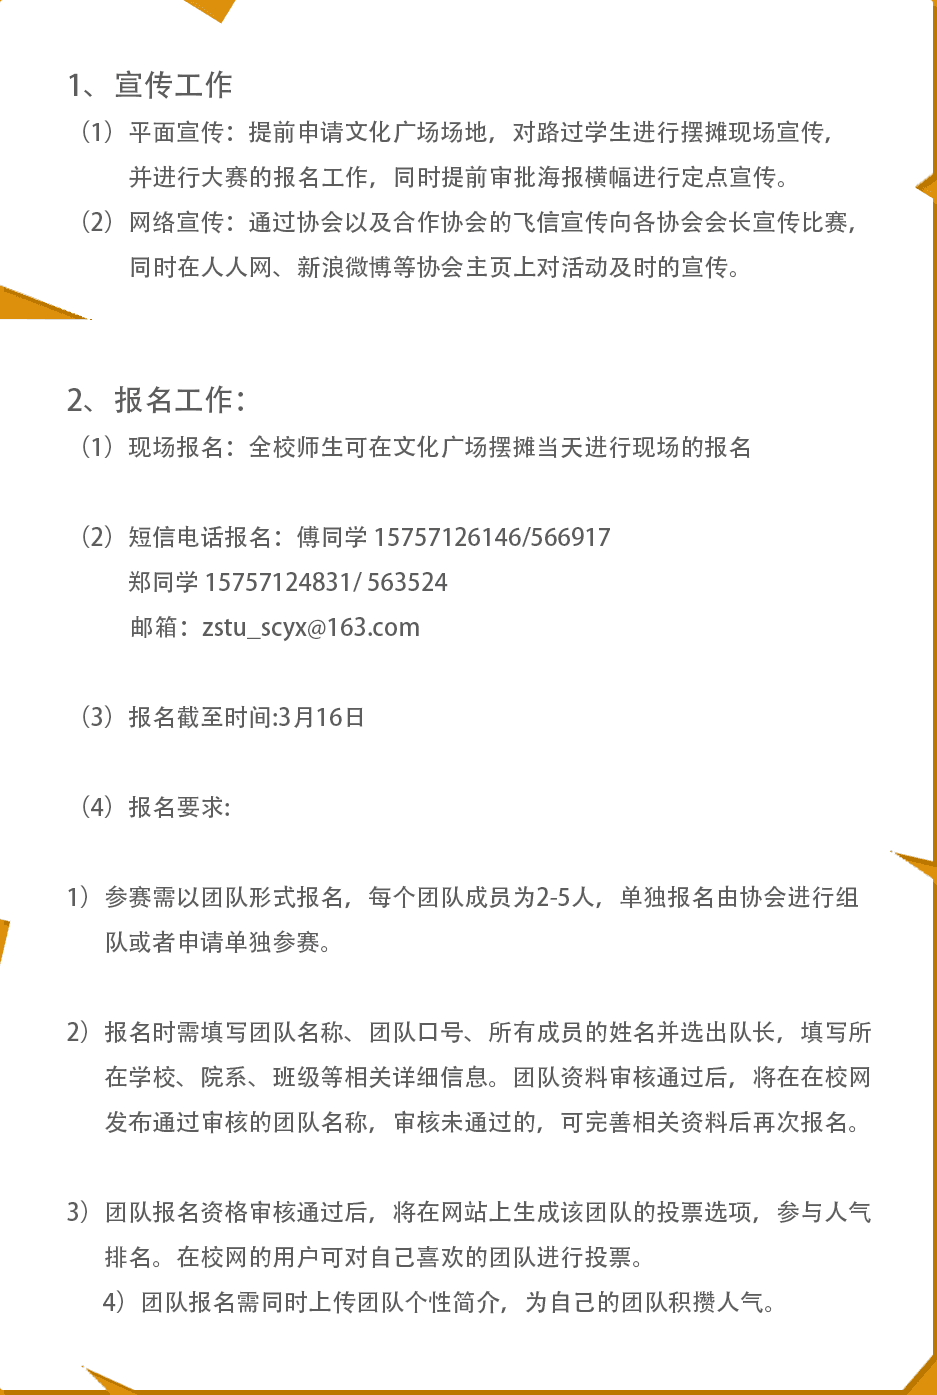 1、宣传工作
（1）平面宣传：提前申请文化广场场地，对路过学生进行摆摊现场宣传，
并进行大赛的报名工作，同时提前审批海报横幅进行定点宣传。
（2）网络宣传：通过协会以及合作协会的飞信宣传向各协会会长宣传比赛，
同时在人人网、新浪微博等协会主页上对活动及时的宣传。
2、报名工作：
（1）现场报名：全校师生可在文化广场摆摊当天进行现场的报名
（2）短信电话报名：傅同学 15757126146/566917
郑同学 15757124831/ 563524
邮箱：zstu_scyx@163.com
（3）报名截至时间:3月16日
（4）报名要求:
1）参赛需以团队形式报名，每个团队成员为2-5人，单独报名由协会进行组
队或者申请单独参赛。
2）报名时需填写团队名称、团队口号、所有成员的姓名并选出队长，填写所
在学校、院系、班级等相关详细信息。团队资料审核通过后，将在在校网
发布通过审核的团队名称，审核未通过的，可完善相关资料后再次报名。
3）团队报名资格审核通过后，将在网站上生成该团队的投票选项，参与人气
排名。在校网的用户可对自己喜欢的团队进行投票。
4）团队报名需同时上传团队个性简介，为自己的团队积攒人气。